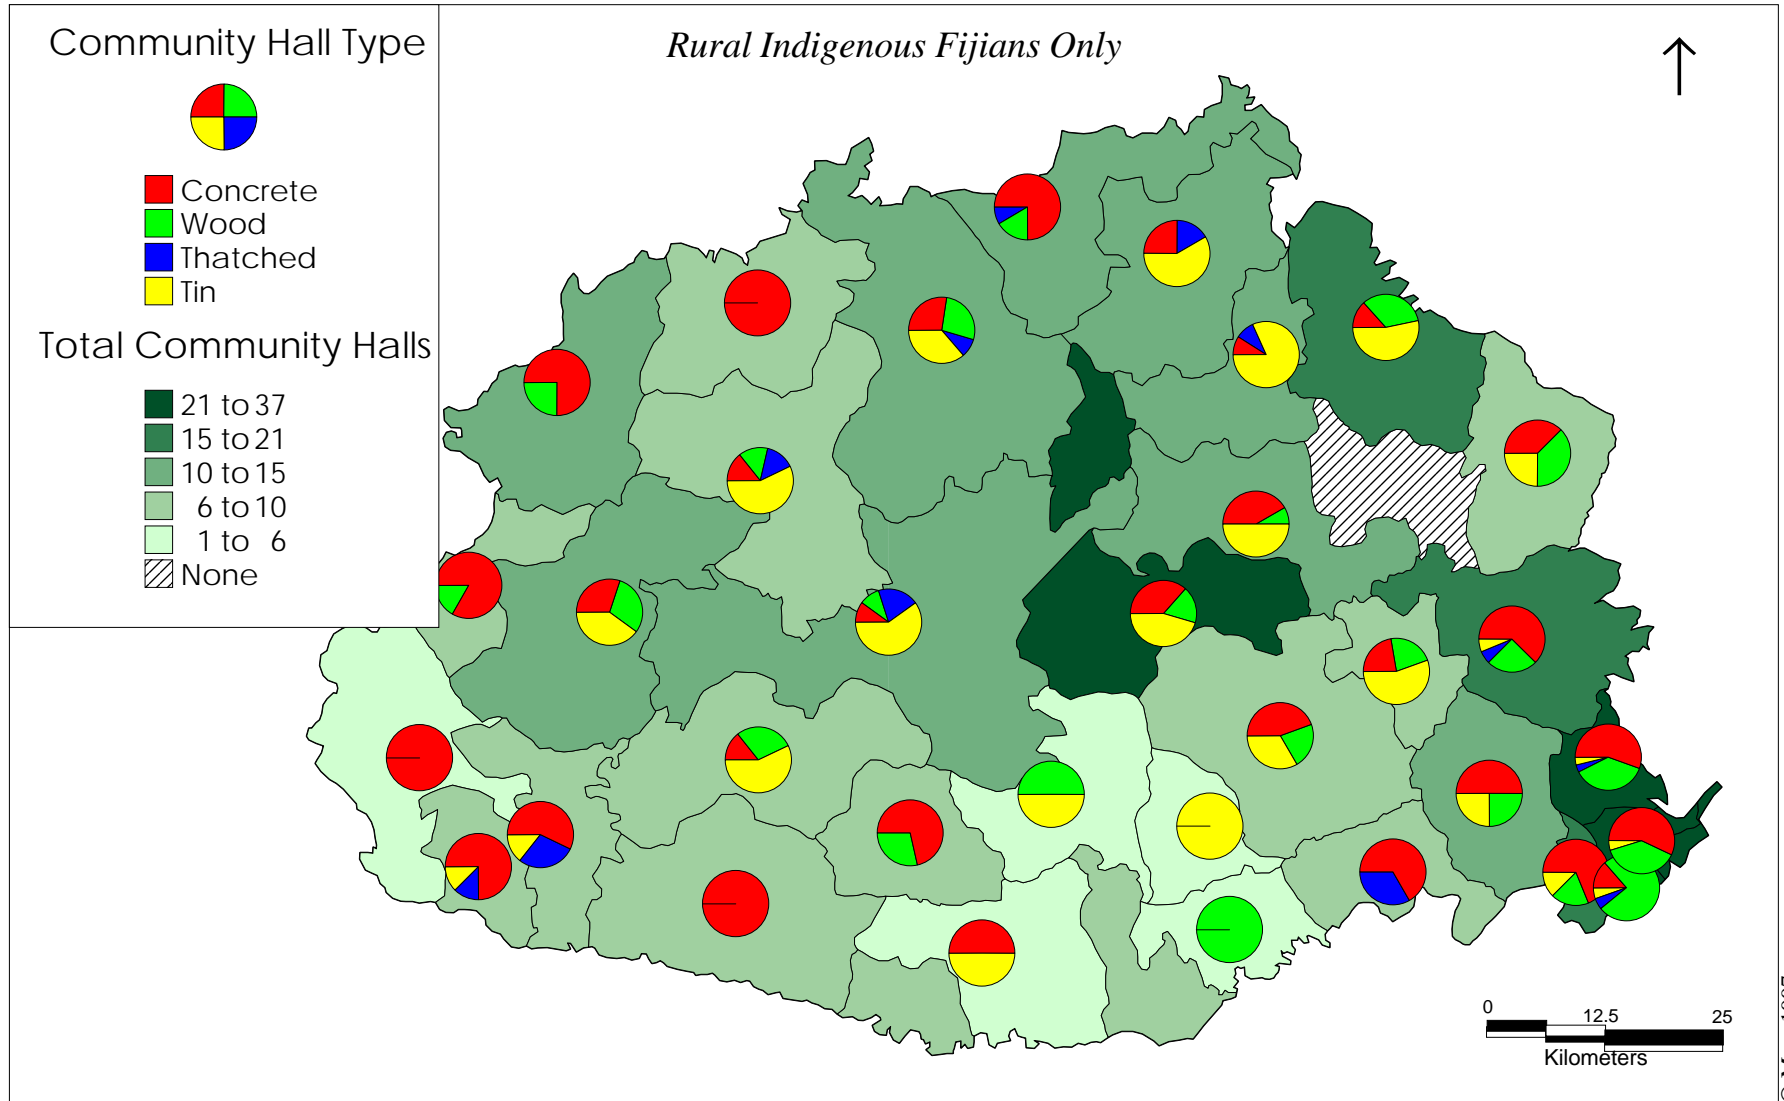 Community Hall Type
Concrete
Wood
Thatched
Tin
Total Community Halls
21 to 37
15 to 21
10 to 15
6 to 10
1 to 6
None
Rural Indigenous Fijians Only
0 12.5 25
Kilometers